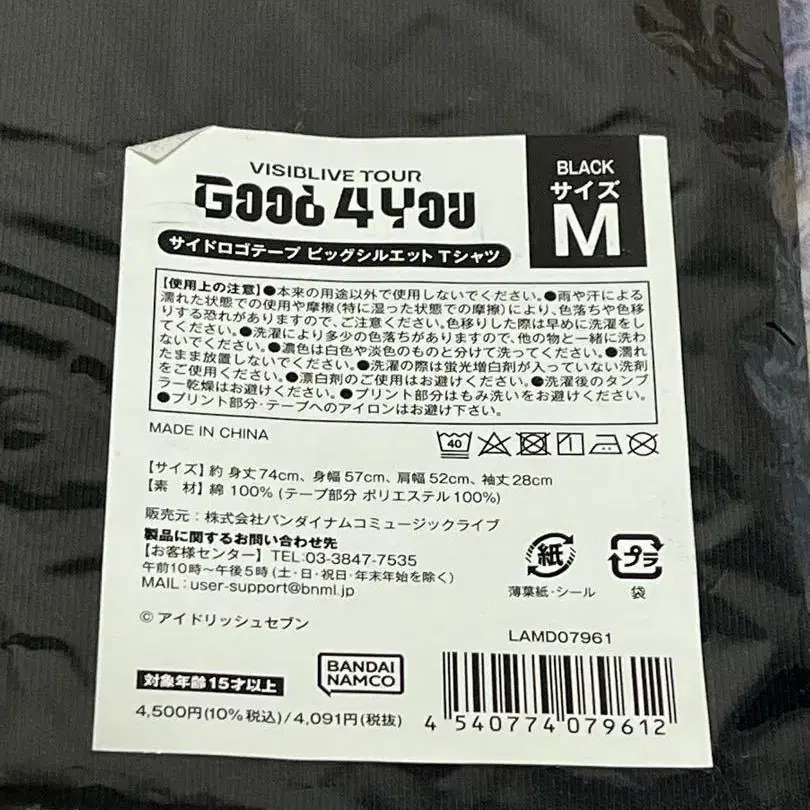 VISIBLIVE TOUR
GOOD 4 YOU
サイドロゴテープ ビッグシルエット Tシャツ
BLACK
サイズ
M
【使用上の注意】●本来の用途以外で使用しないでください。●雨や汗による
濡れた状態での使用や摩擦(特に湿った状態での摩擦)により、色落ちや色移
りする恐れがありますので、ご注意ください。色移りした際は早めに洗濯をし
てください。●洗濯により多少の色落ちがありますので、他の物と一緒に洗わ
ないでください。●濃色は白色や淡色のものと分けて洗ってください。●濡れ
たまま放置しないでください。●洗濯の際は蛍光増白剤が入っていない洗剤
をご使用ください。●漂白剤のご使用はお避けください。●洗濯後のタンブ
ラー乾燥はお避けください。●プリント部分はもみ洗いをお避けください。
●プリント部分・テープへのアイロンはお避け下さい。
MADE IN CHINA
40
【サイズ】約 身丈74cm、身幅57cm、肩幅52cm、袖丈28cm
【素 材】綿 100% (テープ部分 ポリエステル100%)
販売元:株式会社バンダイナムコミュージックライブ
製品に関するお問い合わせ先
【お客様センター】TEL:03-3847-7535
午前10時~午後5時(土・日・祝日・年末年始を除く)
MAIL:user-support@bnml.jp
紙
薄葉紙・シール
プラ
袋
©アイドリッシュセブン
LAMD07961
対象年齢15才以上
BANDAI
NAMCO
4,500円(10%税込)/4,091円(税抜)
4 540774 079612